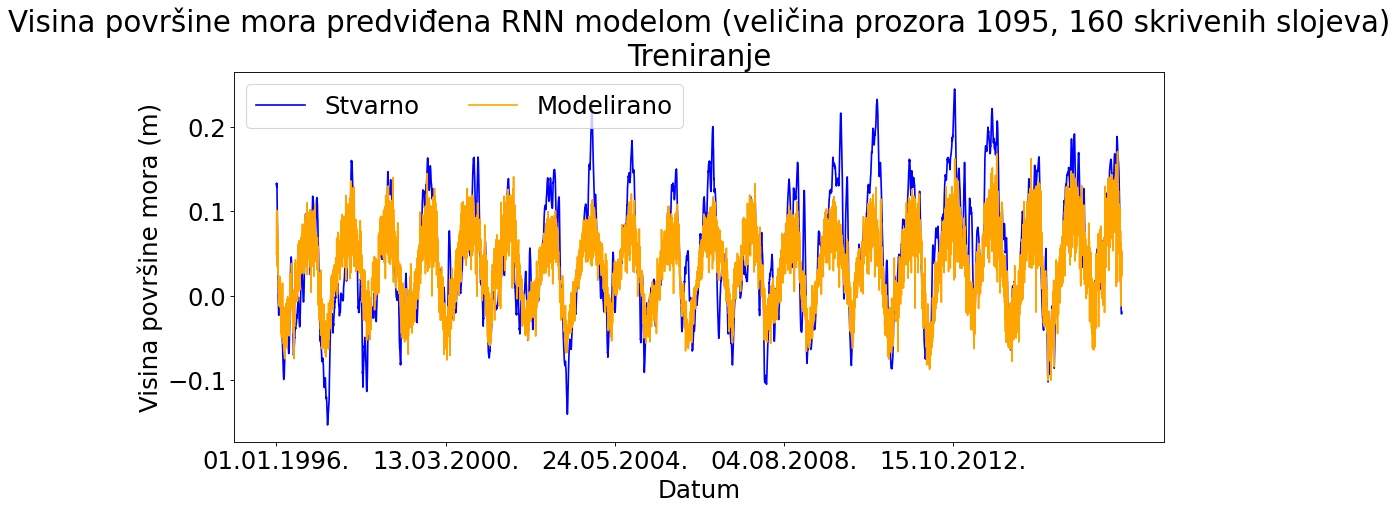 Visina površine mora predviđena RNN modelom (veličina prozora 1095, 160 skrivenih slojeva)
Treniranje
Stvarno Modelirano
Visina površine mora (m)
0.2
0.1
0.0
−0.1
01.01.1996. 13.03.2000. 24.05.2004. 04.08.2008. 15.10.2012.
Datum